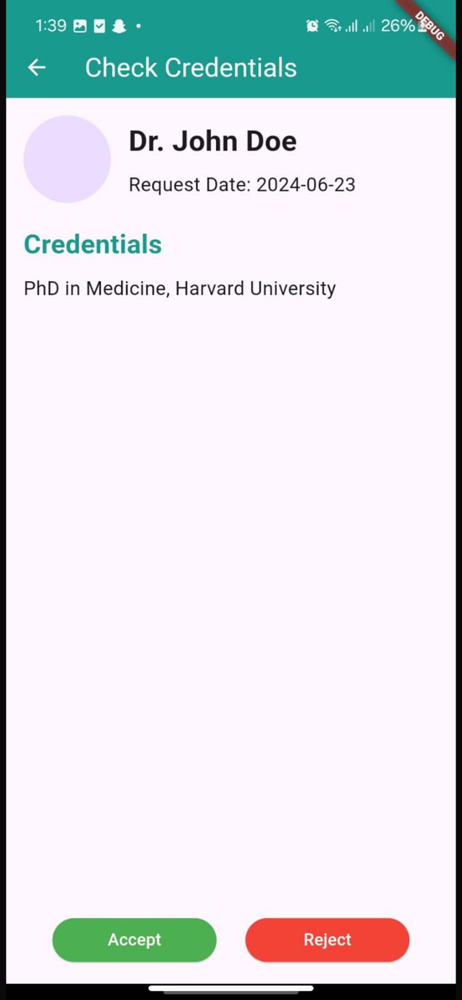 1:39
26%
DEBUG
Check Credentials
Dr. John Doe
Request Date: 2024-06-23
Credentials
PhD in Medicine, Harvard University
Accept
Reject